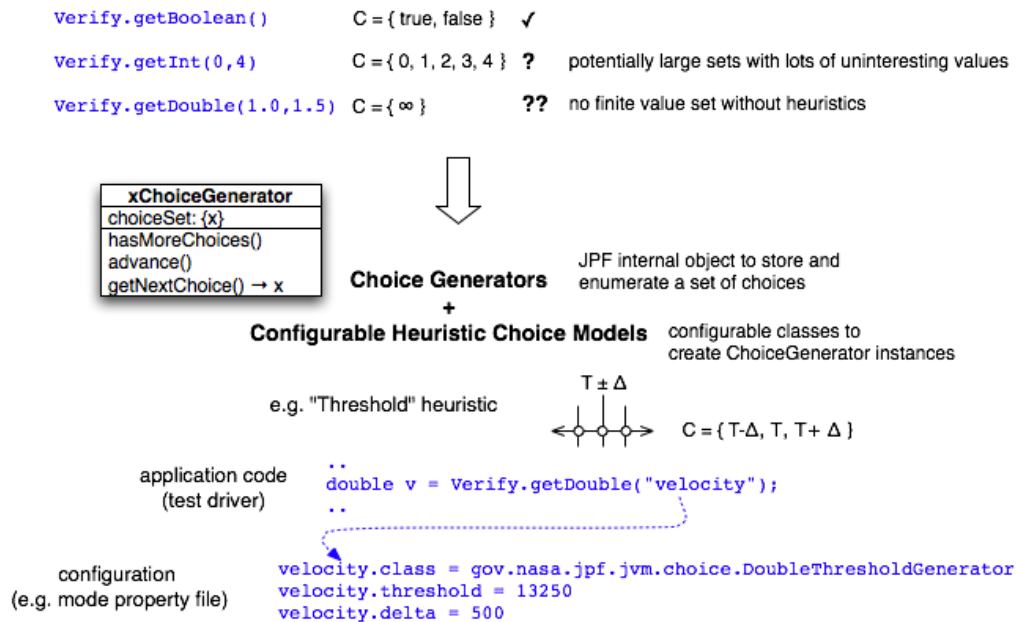 Verify.getBoolean() C = { true, false } ✓
Verify.getInt(0,4) C = { 0, 1, 2, 3, 4 } ? potentially large sets with lots of uninteresting values
Verify.getDouble(1.0,1.5) C = { ∞ } ?? no finite value set without heuristics
xChoiceGenerator
choiceSet: {x}
hasMoreChoices()
advance()
getNextChoice() → x
Choice Generators
JPF internal object to store and
enumerate a set of choices
+
Configurable Heuristic Choice Models
configurable classes to
create ChoiceGenerator instances
e.g. "Threshold" heuristic
T ± Δ
C = { T-Δ, T, T+ Δ }
application code
(test driver)
..
double v = Verify.getDouble("velocity");
..
configuration
(e.g. mode property file)
velocity.class = gov.nasa.jpf.jvm.choice.DoubleThresholdGenerator
velocity.threshold = 13250
velocity.delta = 500